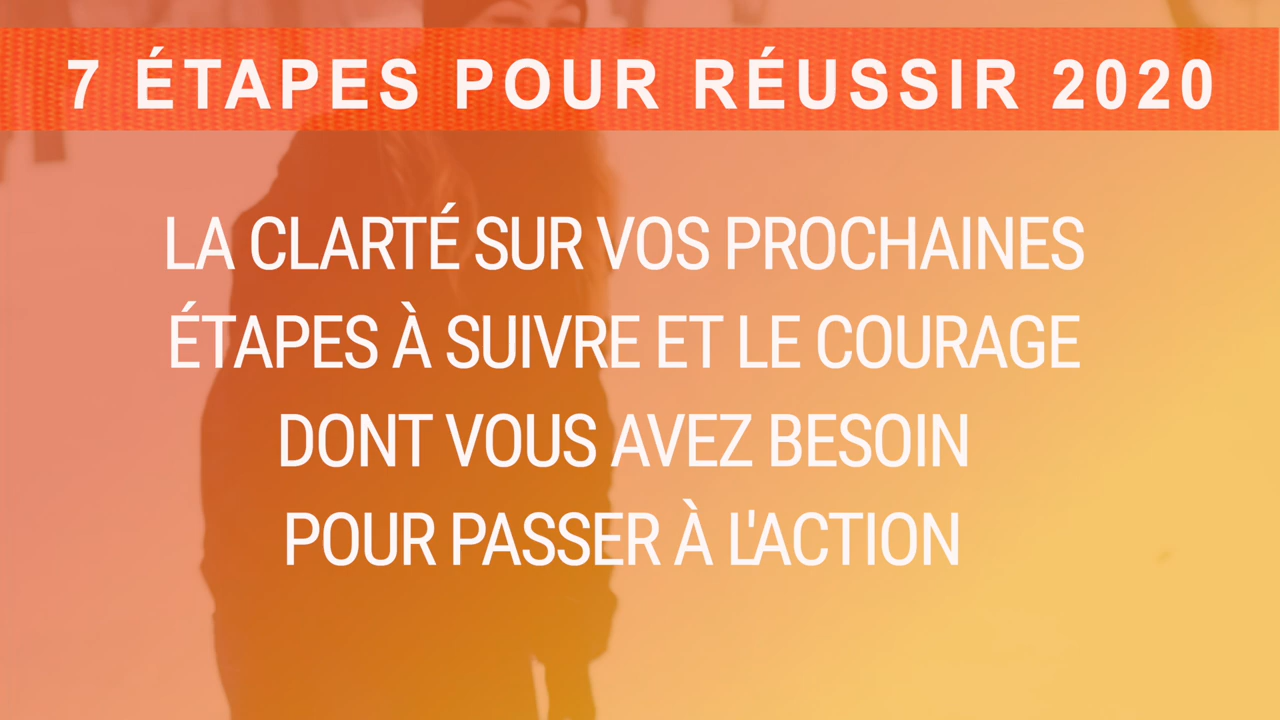 7 ÉTAPES POUR RÉUSSIR 2020
LA CLARTÉ SUR VOS PROCHAINES
ÉTAPES À SUIVRE ET LE COURAGE
DONT VOUS AVEZ BESOIN
POUR PASSER À L'ACTION